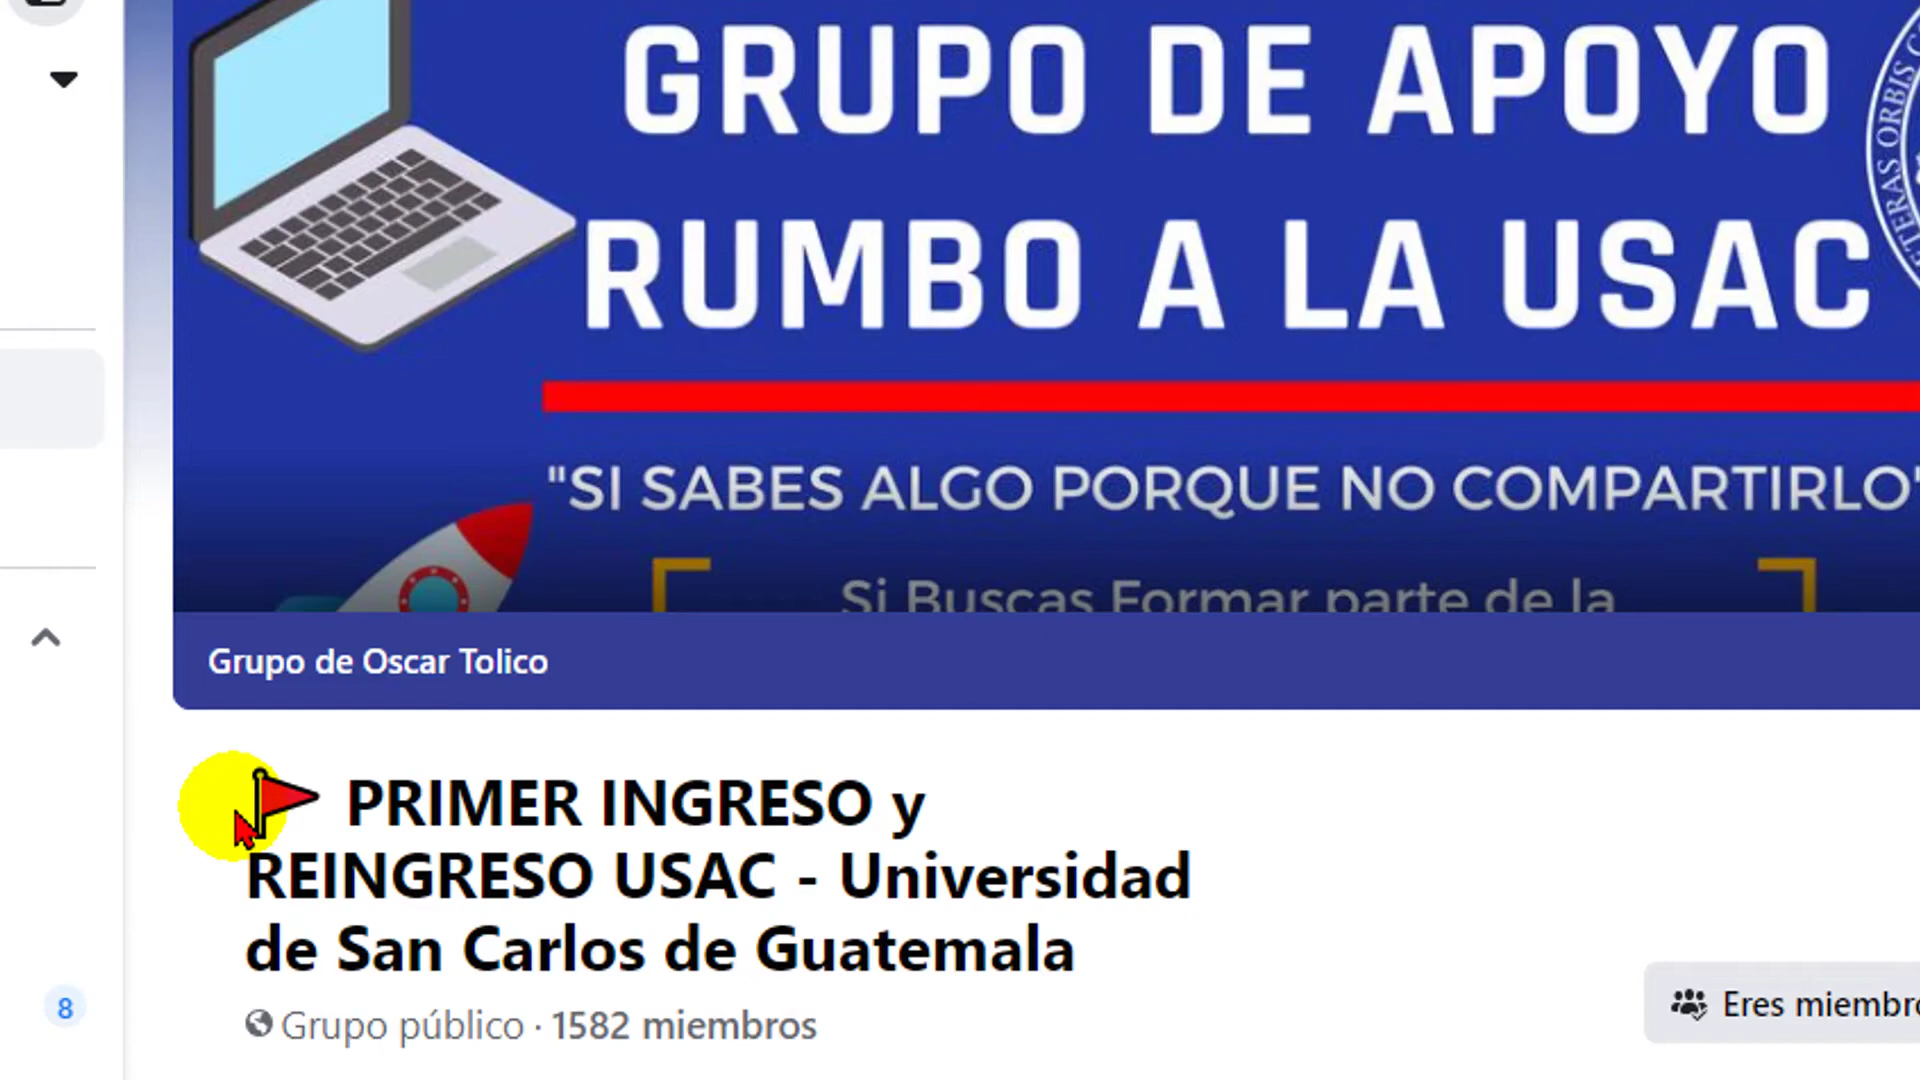 GRUPO DE APOYO
RUMBO A LA USAC
ORBIS
"SI SABES ALGO PORQUE NO COMPARTIRLO"
Si Buscas Formar parte de la
Grupo de Oscar Tolico
PRIMER INGRESO y
REINGRESO USAC - Universidad
de San Carlos de Guatemala
Grupo público · 1582 miembros
Eres miembro
8